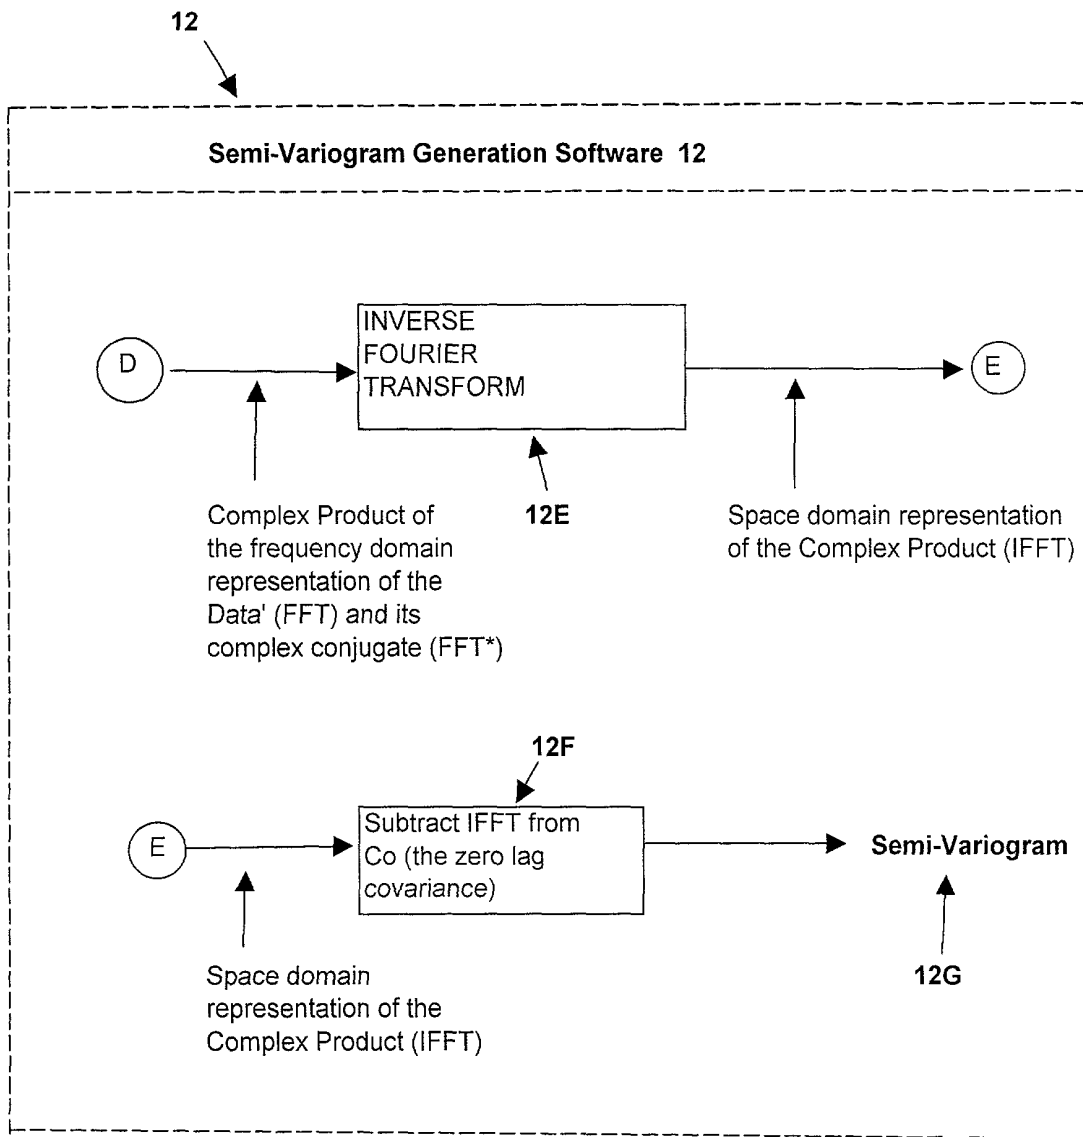 12
Semi-Variogram Generation Software 12
INVERSE
FOURIER
TRANSFORM
D
E
Complex Product of
the frequency domain
representation of the
Data' (FFT) and its
complex conjugate (FFT*)
12E
Space domain representation
of the Complex Product (IFFT)
12F
E
Subtract IFFT from
Co (the zero lag
covariance)
Semi-Variogram
Space domain
representation of the
Complex Product (IFFT)
12G